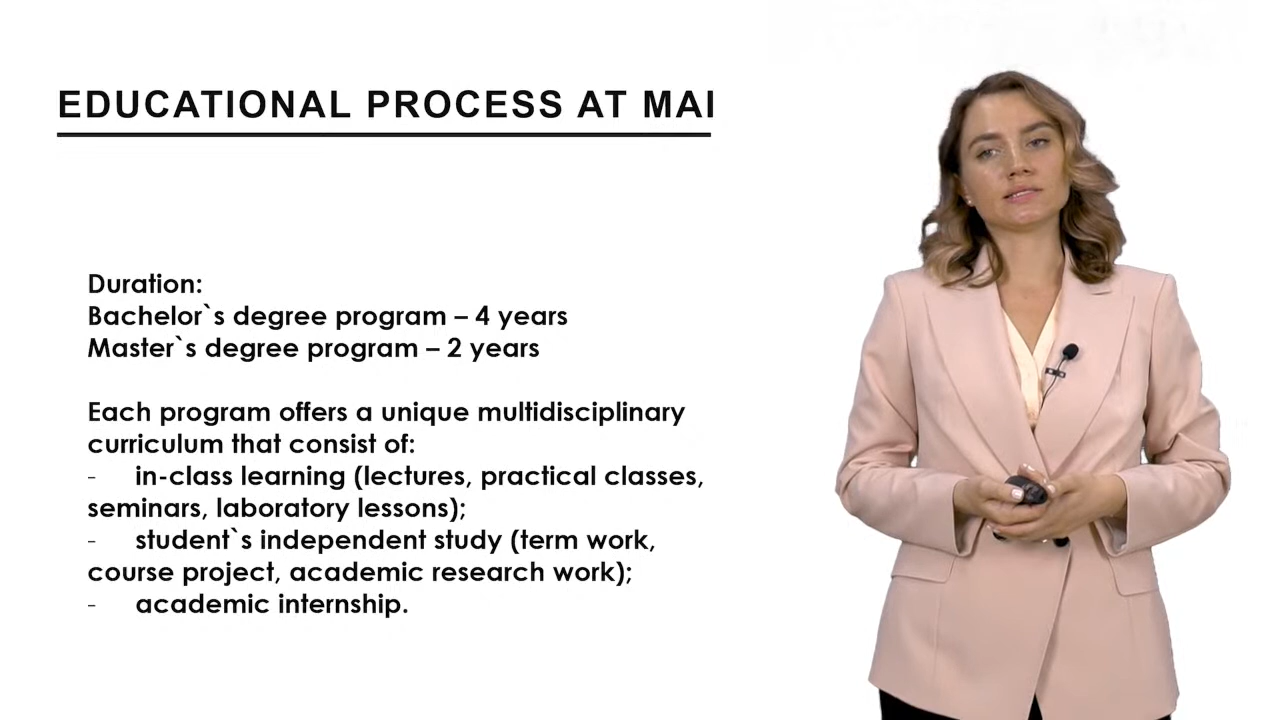 EDUCATIONAL PROCESS AT MAI
Duration:
Bachelor`s degree program – 4 years
Master`s degree program – 2 years
Each program offers a unique multidisciplinary
curriculum that consist of:
- in-class learning (lectures, practical classes,
seminars, laboratory lessons);
- student`s independent study (term work,
course project, academic research work);
- academic internship.